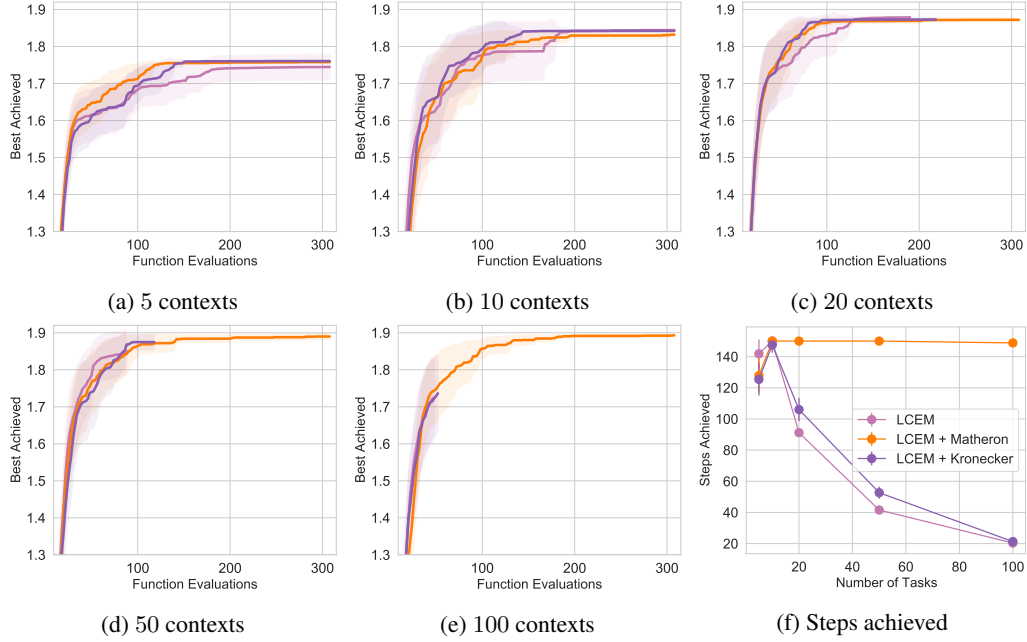 1.9
1.8
1.7
1.6
1.5
1.4
1.3
Best Achieved
100
200
300
Function Evaluations
(a) 5 contexts
1.9
1.8
1.7
1.6
1.5
1.4
1.3
Best Achieved
100
200
300
Function Evaluations
(b) 10 contexts
1.9
1.8
1.7
1.6
1.5
1.4
1.3
Best Achieved
100
200
300
Function Evaluations
(c) 20 contexts
1.9
1.8
1.7
1.6
1.5
1.4
1.3
Best Achieved
100
200
300
Function Evaluations
(d) 50 contexts
1.9
1.8
1.7
1.6
1.5
1.4
1.3
Best Achieved
100
200
300
Function Evaluations
(e) 100 contexts
140
120
100
80
60
40
20
Steps Achieved
LCEM
LCEM + Matheron
LCEM + Kronecker
20
40
60
80
100
Number of Tasks
(f) Steps achieved